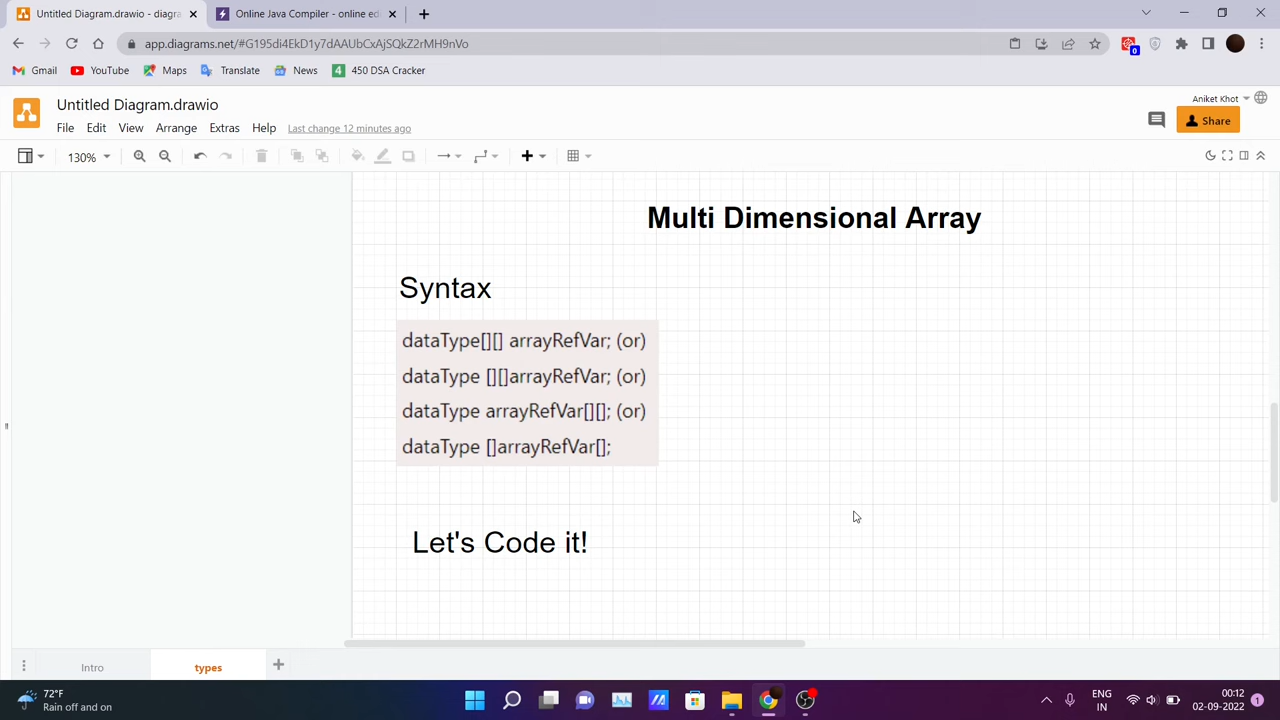 Untitled Diagram.drawio - diagra
Online Java Compiler - online edi
app.diagrams.net/#G195di4EkD1y7dAAUbCxAjSQkZ2rMH9nVo
0
Gmail
YouTube
Maps
Translate
News
450 DSA Cracker
Untitled Diagram.drawio
Aniket Khot
File Edit View Arrange Extras Help Last change 12 minutes ago
Share
130%
Multi Dimensional Array
Syntax
dataType[][] arrayRefVar; (or)
dataType [][]arrayRefVar; (or)
dataType arrayRefVar[][]; (or)
dataType []arrayRefVar[];
Let's Code it!
Intro
types
72°F
Rain off and on
ENG
IN
00:12
02-09-2022
1